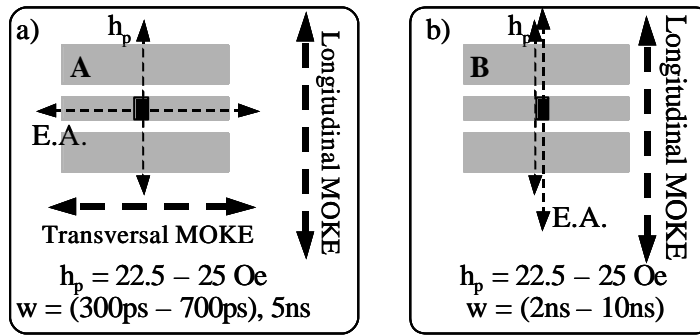 a)
h_p
A
E.A.
Transversal MOKE
Longitudinal MOKE
h_p = 22.5 – 25 Oe
w = (300ps – 700ps), 5ns
b)
h_p
B
E.A.
Longitudinal MOKE
h_p = 22.5 – 25 Oe
w = (2ns – 10ns)